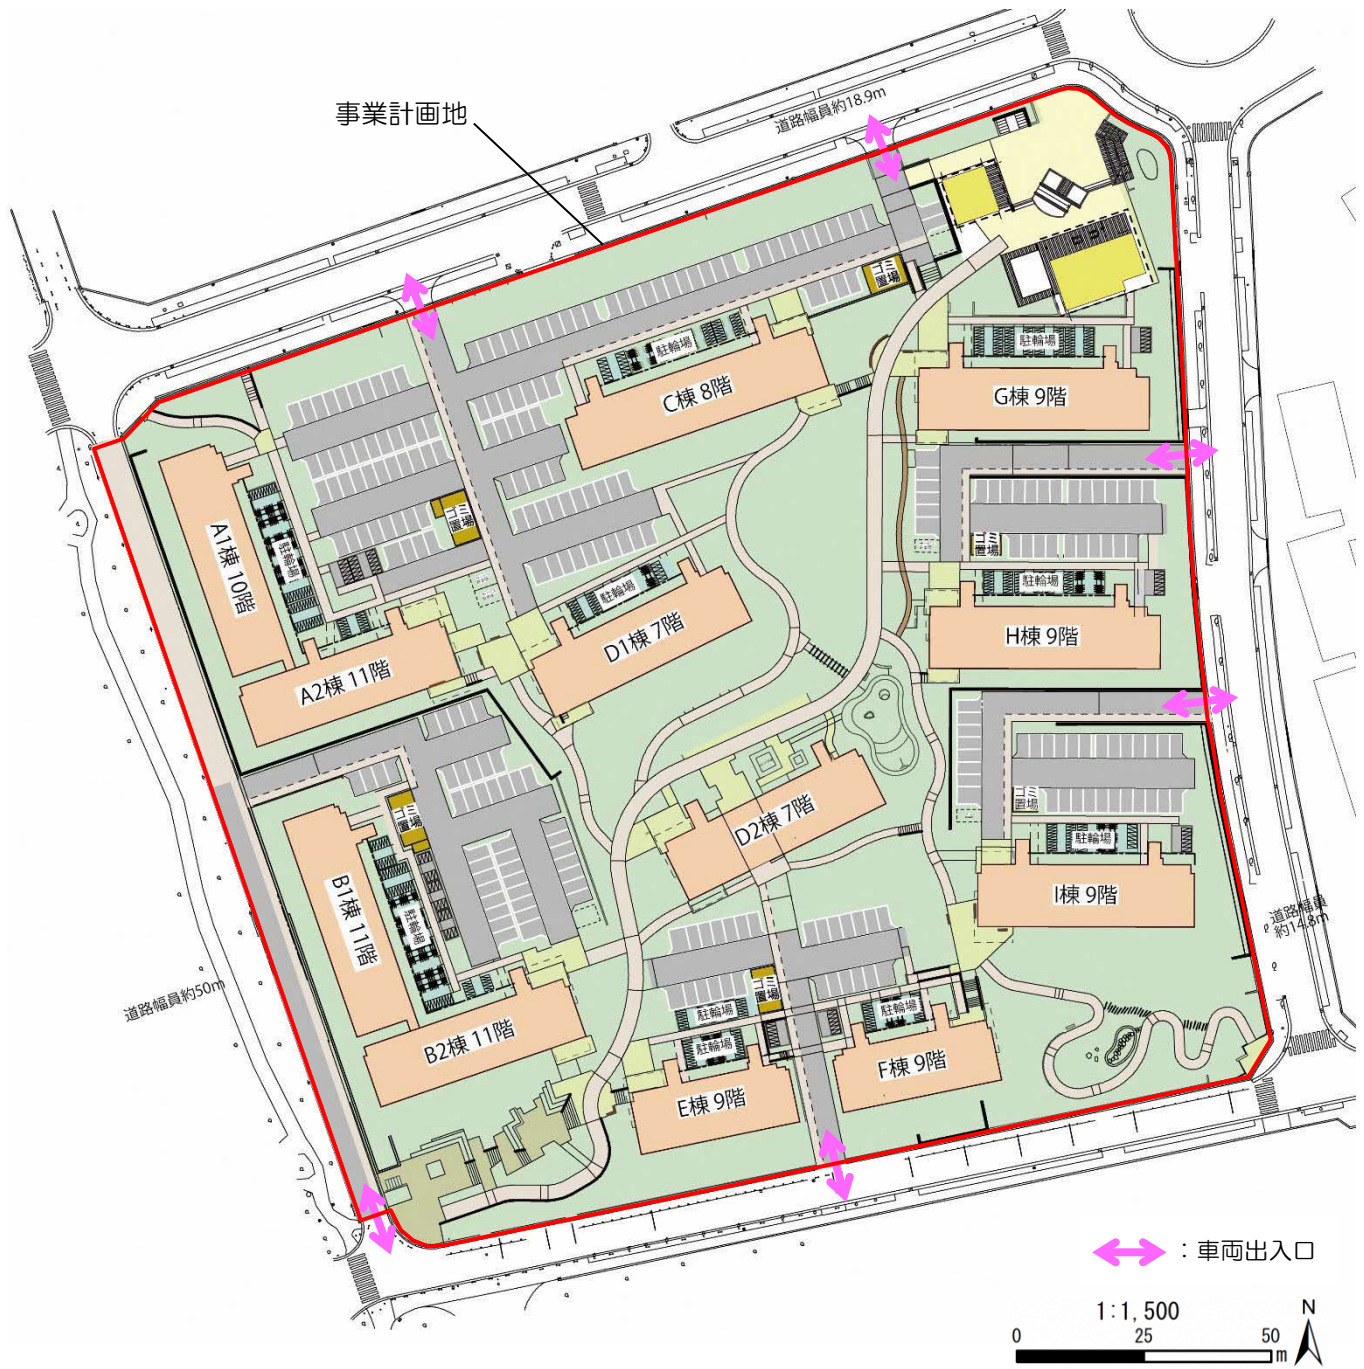 事業計画地
道路幅員約18.9m
ゴミ置場
駐輪場
C棟 8階
駐輪場
G棟 9階
ゴミ置場
A1棟 10階
駐輪場
ゴミ置場
駐輪場
H棟 9階
駐輪場
D1棟 7階
A2棟 11階
ゴミ置場
D2棟 7階
ゴミ置場
駐輪場
I棟 9階
B1棟 11階
駐輪場
道路幅員
約14.8m
道路幅員約50m
ゴミ置場
駐輪場
駐輪場
駐輪場
B2棟 11階
F棟 9階
E棟 9階
：車両出入口
1:1,500
N
0 25 50
m